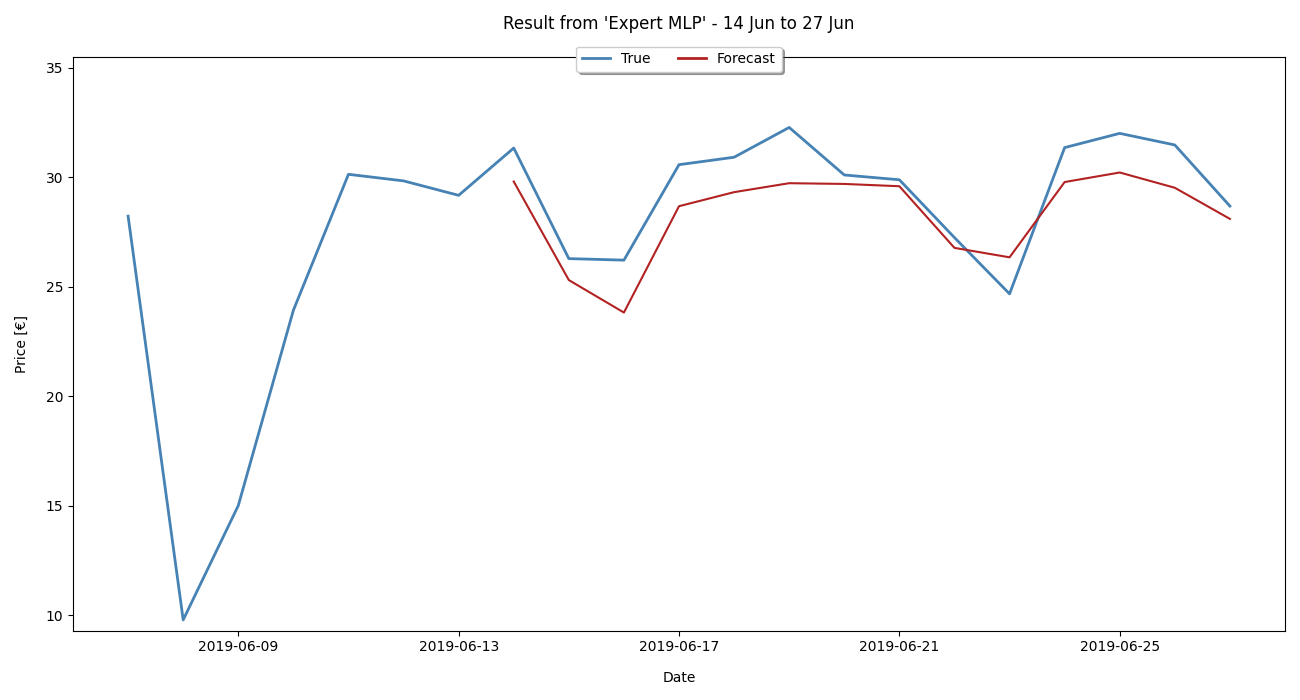 Result from 'Expert MLP' - 14 Jun to 27 Jun
True Forecast
35
30
25
20
15
10
Price [€]
2019-06-09 2019-06-13 2019-06-17 2019-06-21 2019-06-25
Date